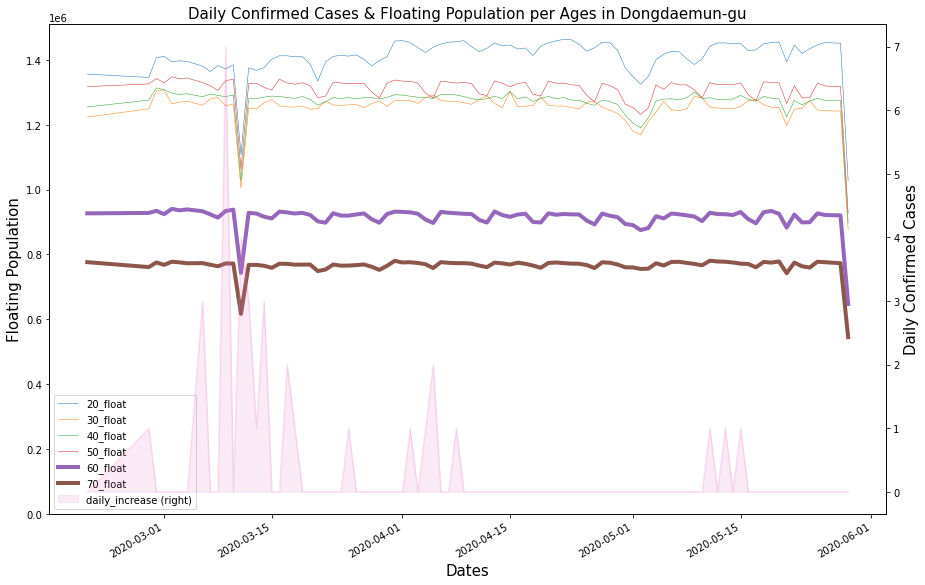 Daily Confirmed Cases & Floating Population per Ages in Dongdaemun-gu
1e6
1.4
1.2
1.0
0.8
0.6
0.4
0.2
0.0
Floating Population
7
6
5
4
3
2
1
0
Daily Confirmed Cases
20_float
30_float
40_float
50_float
60_float
70_float
daily_increase (right)
2020-03-01
2020-03-15
2020-04-01
2020-04-15
2020-05-01
2020-05-15
2020-06-01
Dates